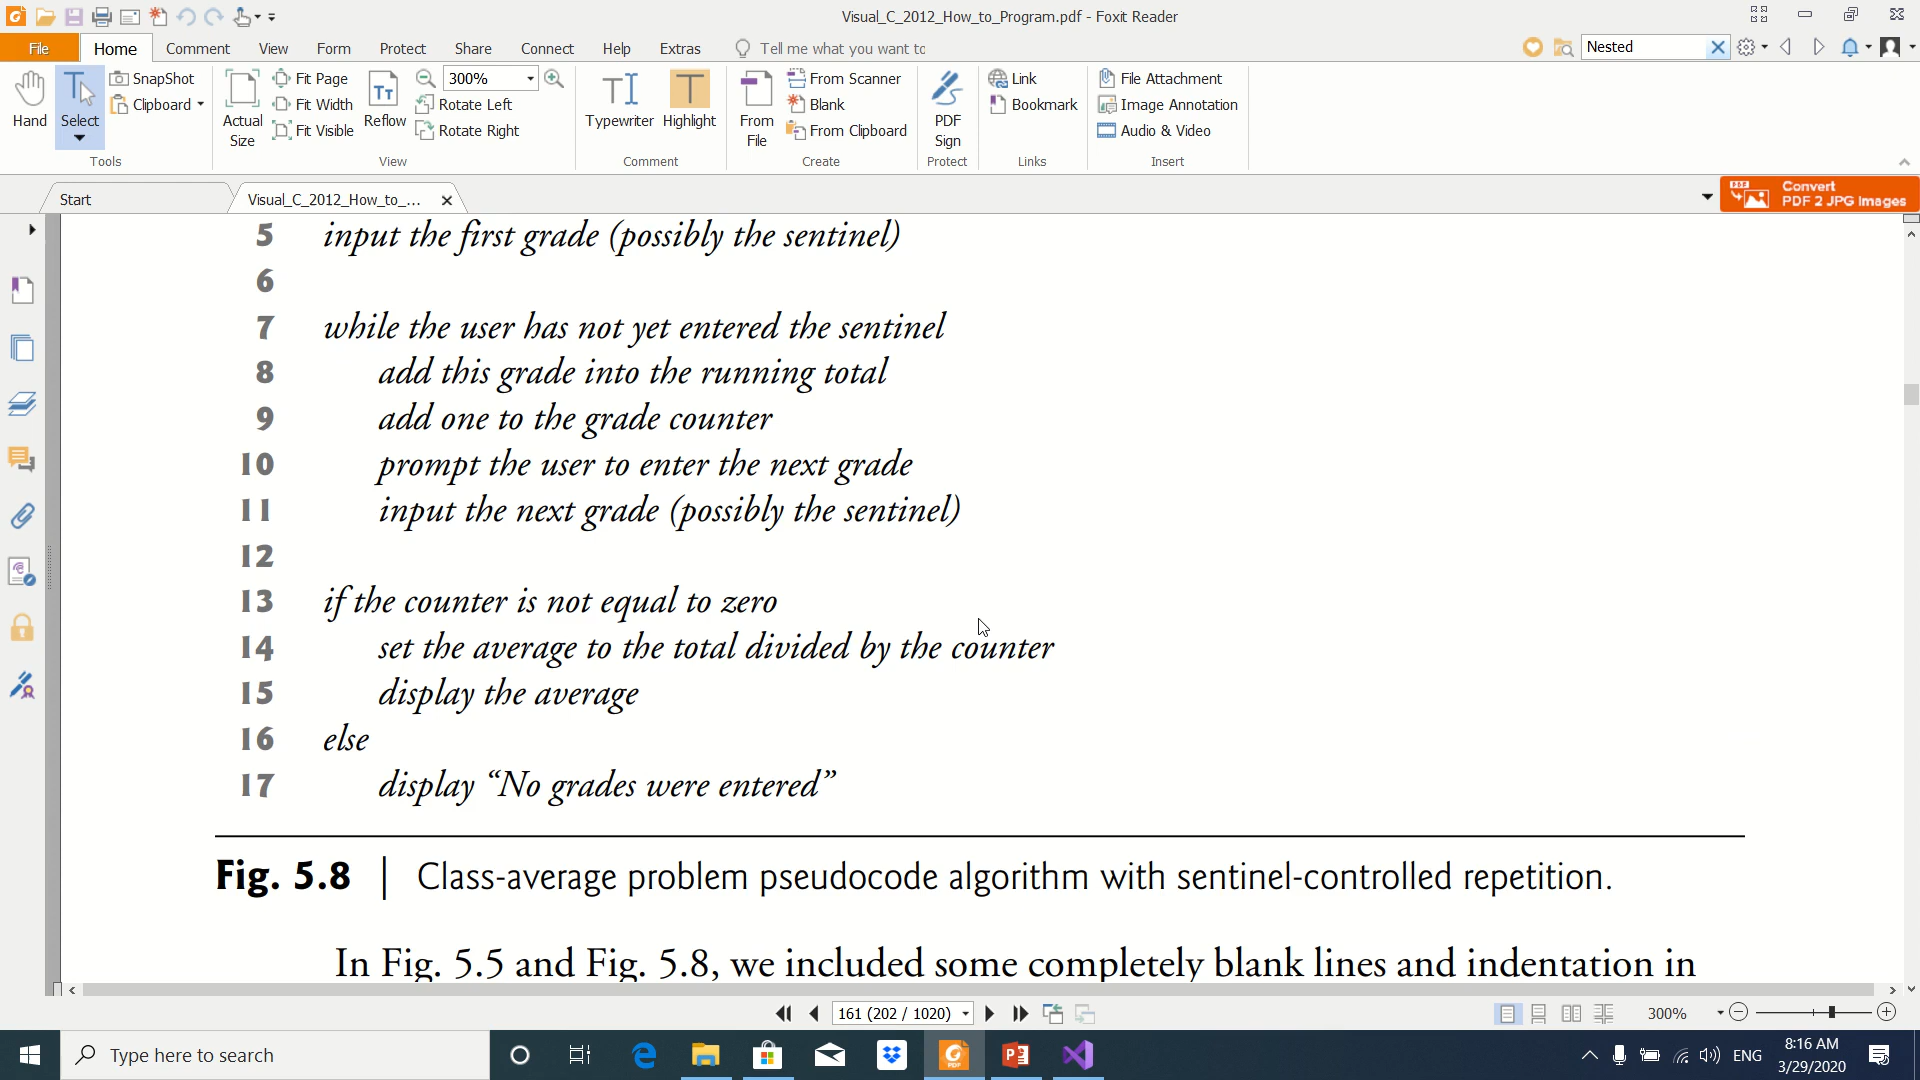 Visual_C_2012_How_to_Program.pdf - Foxit Reader
File Home Comment View Form Protect Share Connect Help Extras Tell me what you want to Nested
Hand
Select
SnapShot
Clipboard
Tools
Actual
Size
Fit Page
Fit Width
Fit Visible
Reflow
300%
Rotate Left
Rotate Right
View
Typewriter
Highlight
Comment
From
File
From Scanner
Blank
From Clipboard
Create
PDF
Sign
Protect
Link
Bookmark
Links
File Attachment
Image Annotation
Audio & Video
Insert
Start
Visual_C_2012_How_to_...
Convert
PDF 2 JPG Images
5 input the first grade (possibly the sentinel)
6
7 while the user has not yet entered the sentinel
8 add this grade into the running total
9 add one to the grade counter
10 prompt the user to enter the next grade
11 input the next grade (possibly the sentinel)
12
13 if the counter is not equal to zero
14 set the average to the total divided by the counter
15 display the average
16 else
17 display “No grades were entered”
Fig. 5.8 | Class-average problem pseudocode algorithm with sentinel-controlled repetition.
In Fig. 5.5 and Fig. 5.8, we included some completely blank lines and indentation in
161 (202 / 1020)
300%
Type here to search
ENG
8:16 AM
3/29/2020